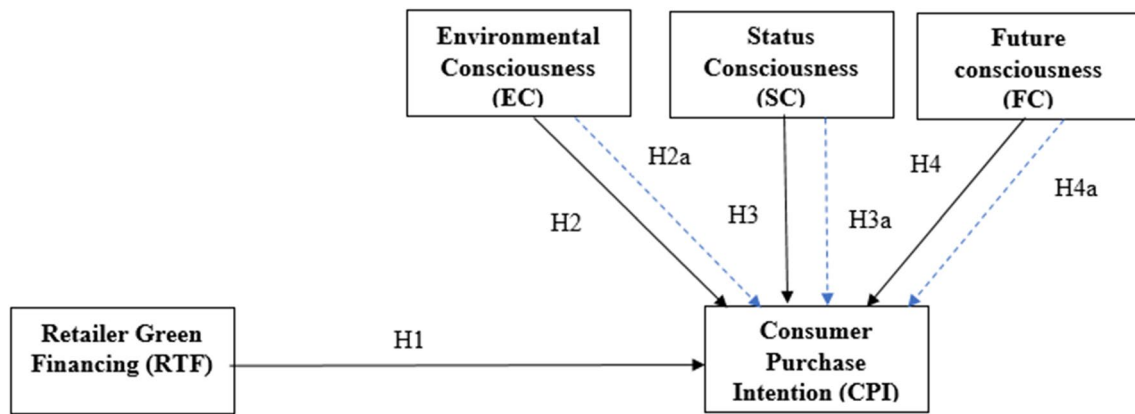 Environmental
Consciousness
(EC)
Status
Consciousness
(SC)
Future
consciousness
(FC)
H2a
H4
H2
H3
H3a
H4a
Retailer Green
Financing (RTF)
H1
Consumer
Purchase
Intention (CPI)